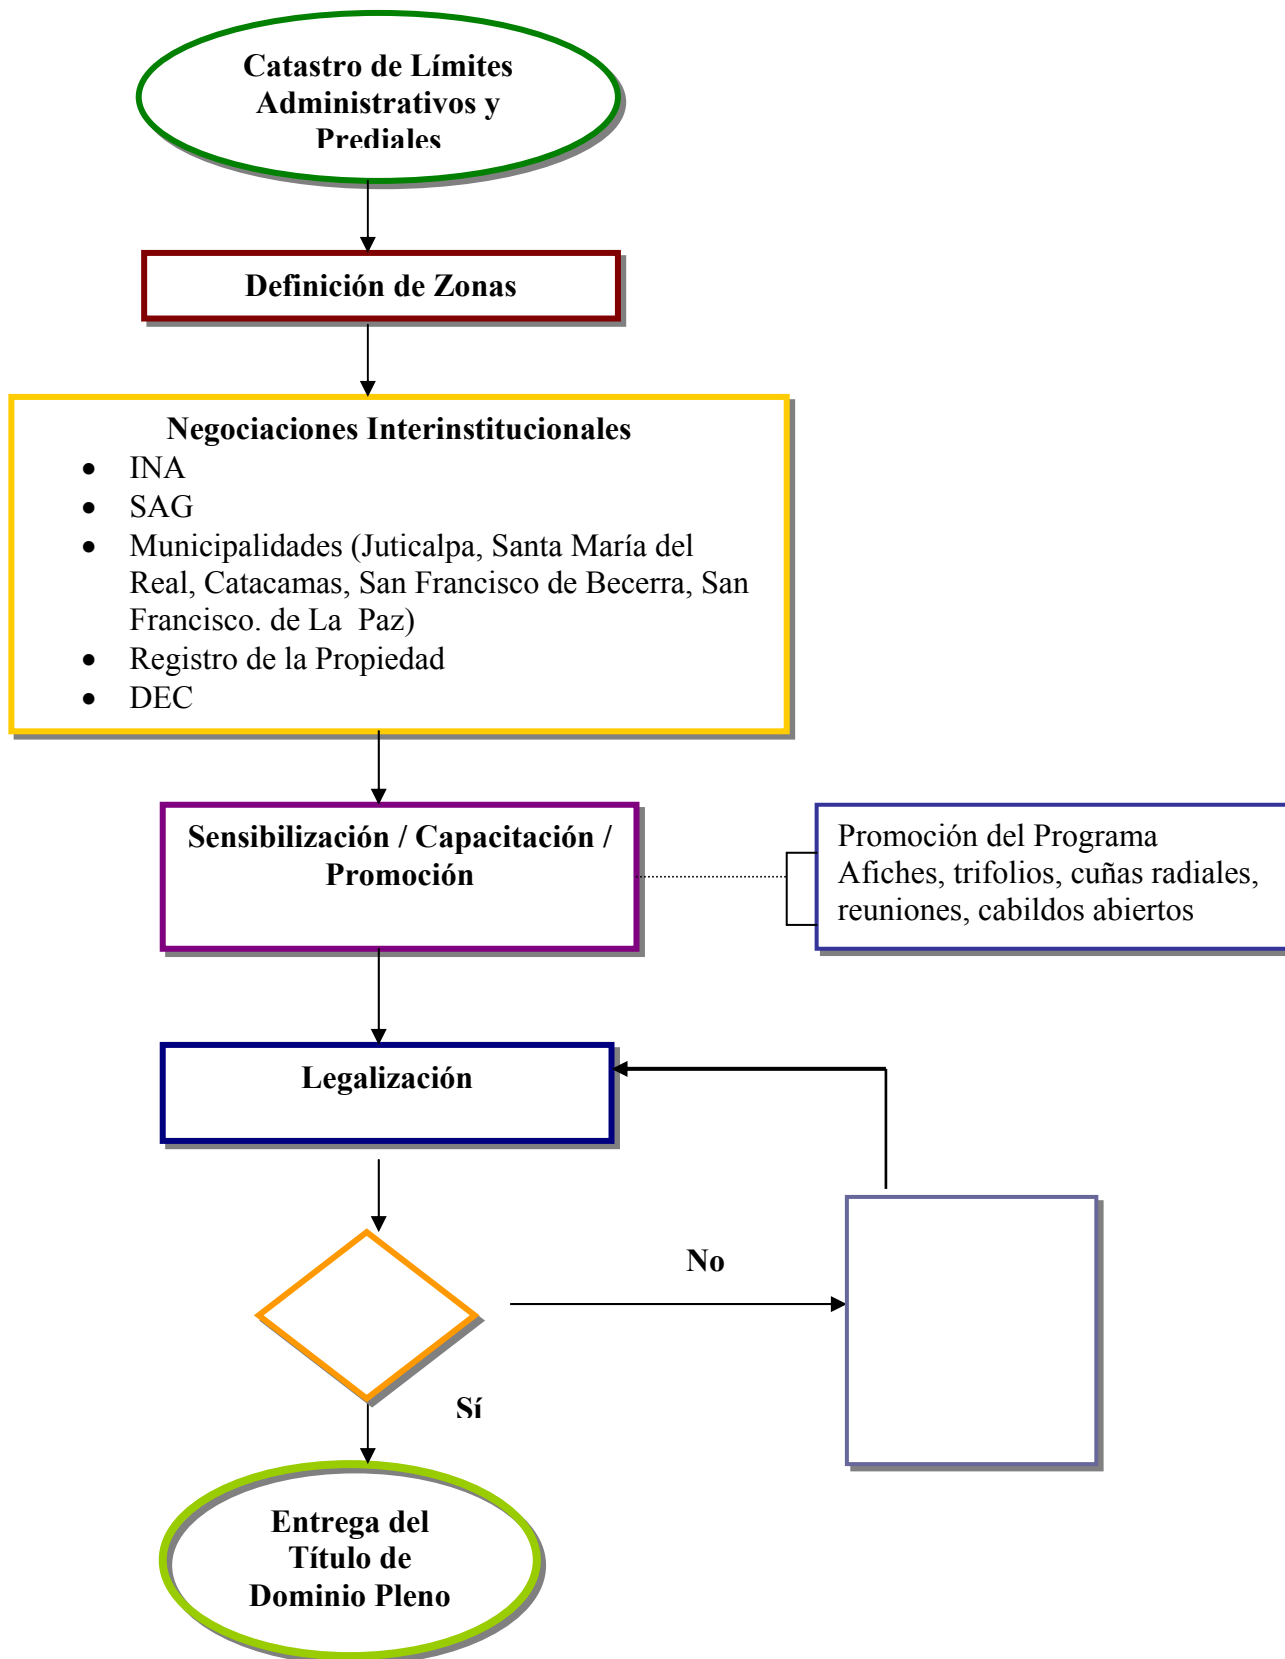 Catastro de Límites
Administrativos y
Prediales
Definición de Zonas
Negociaciones Interinstitucionales
• INA
• SAG
• Municipalidades (Juticalpa, Santa María del
Real, Catacamas, San Francisco de Becerra, San
Francisco. de La Paz)
• Registro de la Propiedad
• DEC
Sensibilización / Capacitación /
Promoción
Promoción del Programa
Afiches, trifolios, cuñas radiales,
reuniones, cabildos abiertos
Legalización
No
Sí
Entrega del
Título de
Dominio Pleno